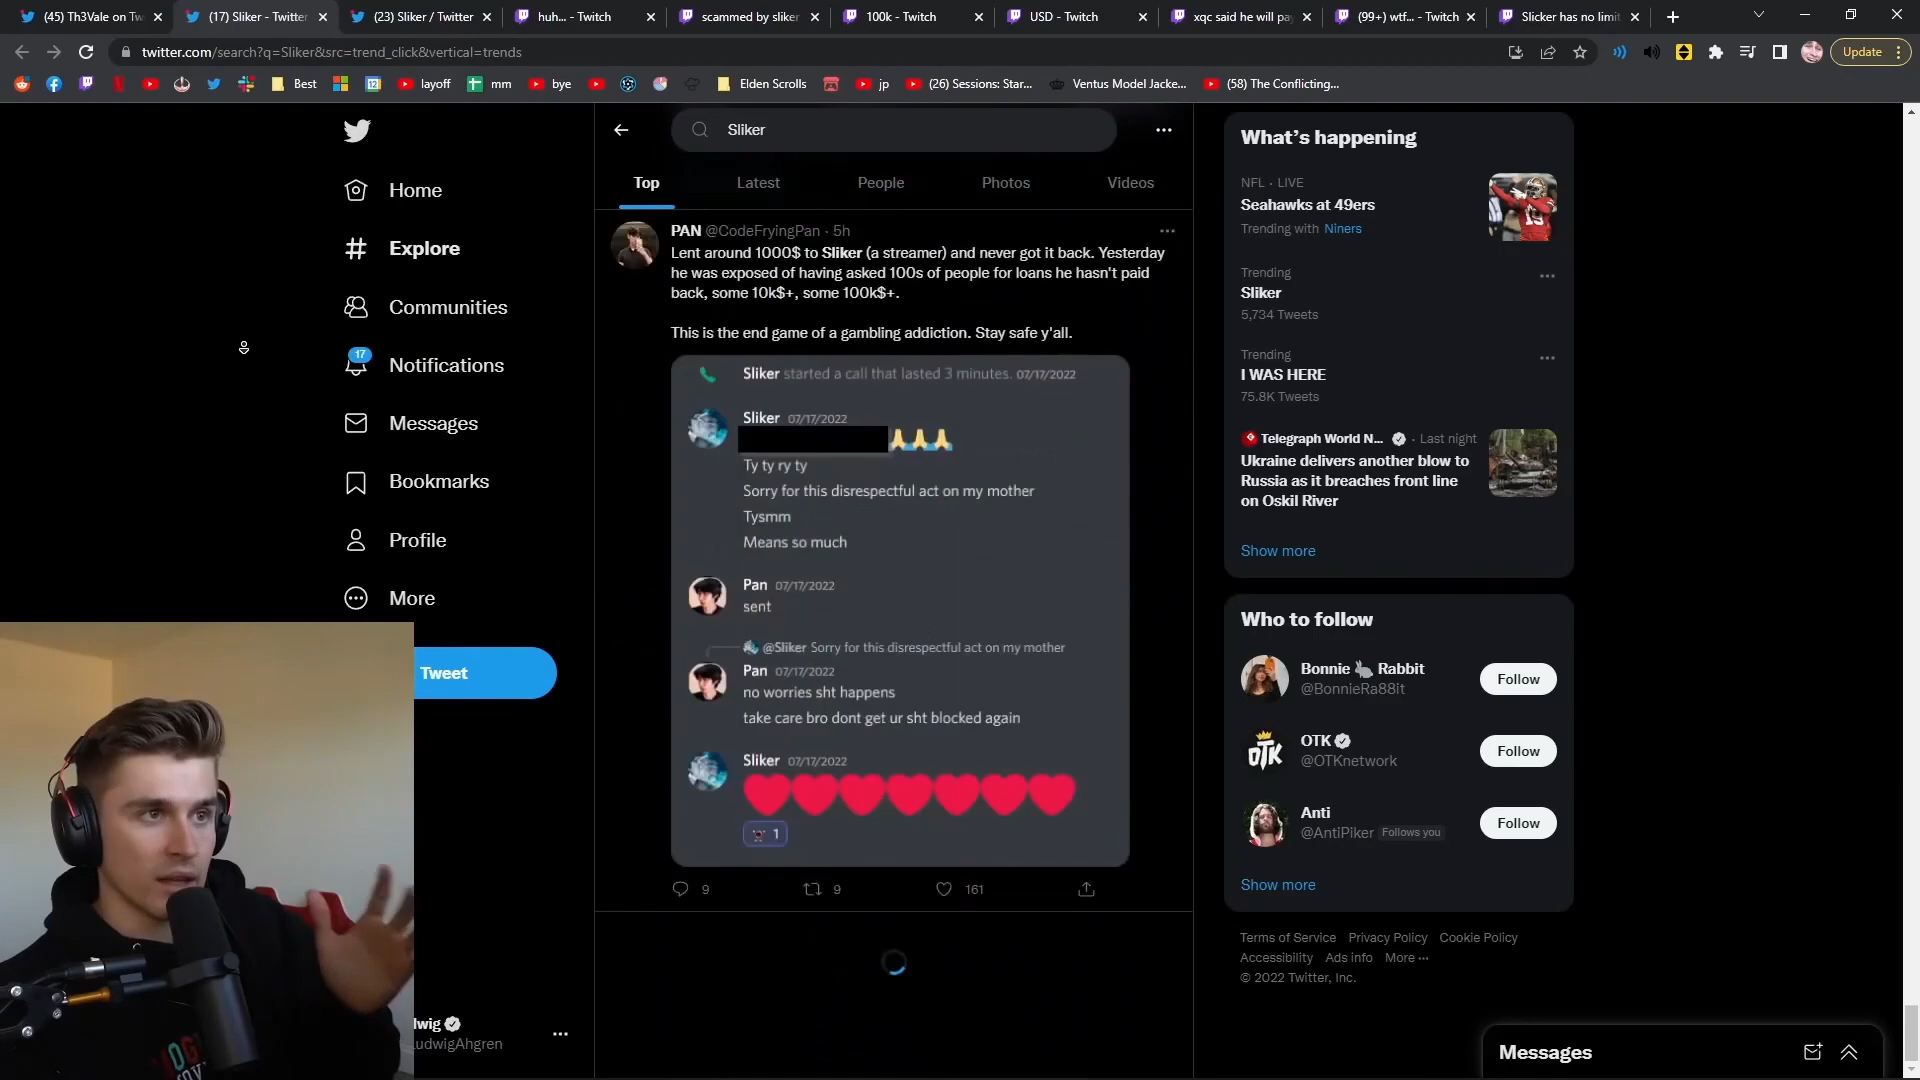 (45) Th3Vale on Tw
(17) Sliker - Twitter
(23) Sliker / Twitter
huh... - Twitch
scammed by sliker
100k - Twitch
USD - Twitch
xqc said he will pay
(99+) wtf... - Twitch
Slicker has no limit
twitter.com/search?q=Sliker&src=trend_click&vertical=trends
Update
Best
12
layoff
mm
bye
Elden Scrolls
jp
(26) Sessions: Star...
Ventus Model Jacke...
(58) The Conflicting...
Home
Explore
Communities
17
Notifications
Messages
Bookmarks
Profile
More
Tweet
lwig
LudwigAhgren
Sliker
Top
Latest
People
Photos
Videos
PAN @CodeFryingPan · 5h
Lent around 1000$ to Sliker (a streamer) and never got it back. Yesterday
he was exposed of having asked 100s of people for loans he hasn't paid
back, some 10k$+, some 100k$+.
This is the end game of a gambling addiction. Stay safe y'all.
Sliker started a call that lasted 3 minutes. 07/17/2022
Sliker 07/17/2022
🙏🙏🙏
Ty ty ry ty
Sorry for this disrespectful act on my mother
Tysmm
Means so much
Pan 07/17/2022
sent
@Sliker Sorry for this disrespectful act on my mother
Pan 07/17/2022
no worries sht happens
take care bro dont get ur sht blocked again
Sliker 07/17/2022
❤❤❤❤❤❤❤
1
9
9
161
What's happening
NFL · LIVE
Seahawks at 49ers
Trending with Niners
Trending
Sliker
5,734 Tweets
Trending
I WAS HERE
75.8K Tweets
Telegraph World N... · Last night
Ukraine delivers another blow to
Russia as it breaches front line
on Oskil River
Show more
Who to follow
Bonnie 🐇 Rabbit
@BonnieRa88it
Follow
OTK
@OTKnetwork
Follow
Anti
@AntiPiker Follows you
Follow
Show more
Terms of Service Privacy Policy Cookie Policy
Accessibility Ads info More ···
© 2022 Twitter, Inc.
Messages